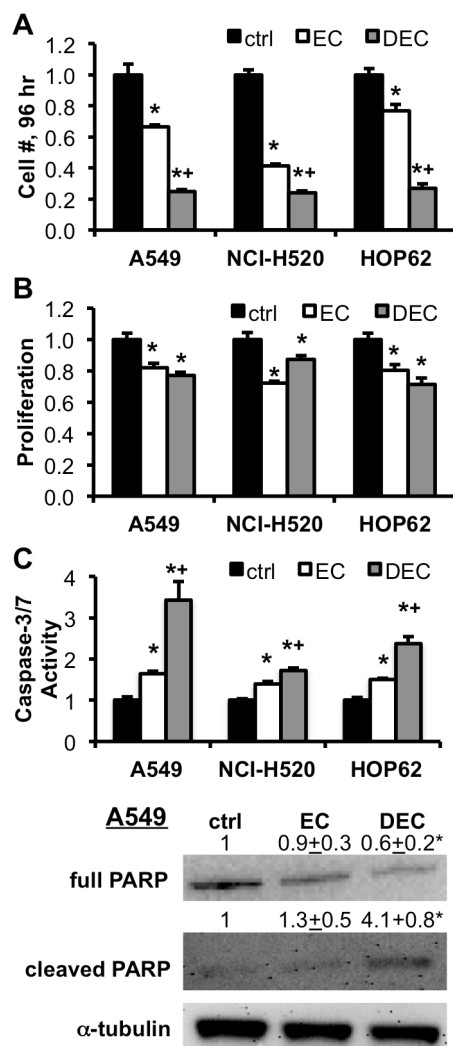 A
ctrl EC DEC
Cell #, 96 hr
1.2
1.0
0.8
0.6
0.4
0.2
0.0
* *+ * *+ * *+
A549 NCI-H520 HOP62
B
ctrl EC DEC
Proliferation
1.2
1.0
0.8
0.6
0.4
0.2
0.0
* * * * * *
A549 NCI-H520 HOP62
C
ctrl EC DEC
Caspase-3/7
Activity
4
3
2
1
0
* *+ * *+ * *+
A549 NCI-H520 HOP62
A549 ctrl EC DEC
1 0.9±0.3 0.6±0.2*
full PARP
1 1.3±0.5 4.1+0.8*
cleaved PARP
α-tubulin